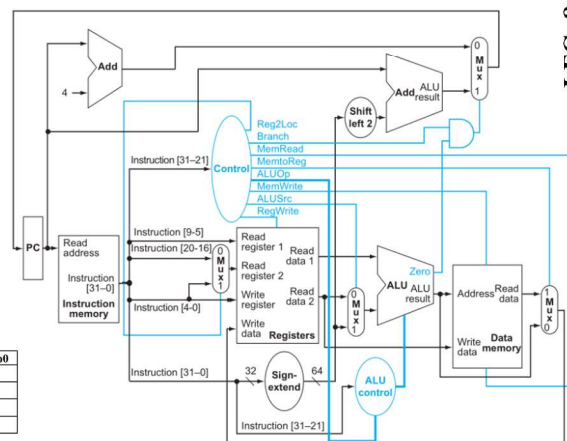 Add
4
0
Mux
1
Add ALU result
Shift left 2
Reg2Loc
Branch
MemRead
MemtoReg
ALUOp
MemWrite
ALUSrc
RegWrite
Control
Instruction [31–21]
PC
Read address
Instruction [31–0]
Instruction memory
Instruction [9-5]
Instruction [20-16]
Instruction [4-0]
0
Mux
1
Read register 1
Read register 2
Write register
Write data
Read data 1
Read data 2
Registers
0
Mux
1
Zero
ALU ALU result
Address
Read data
Write data
Data memory
1
Mux
0
Instruction [31–0]
32
Sign-extend
64
Instruction [31–21]
ALU control